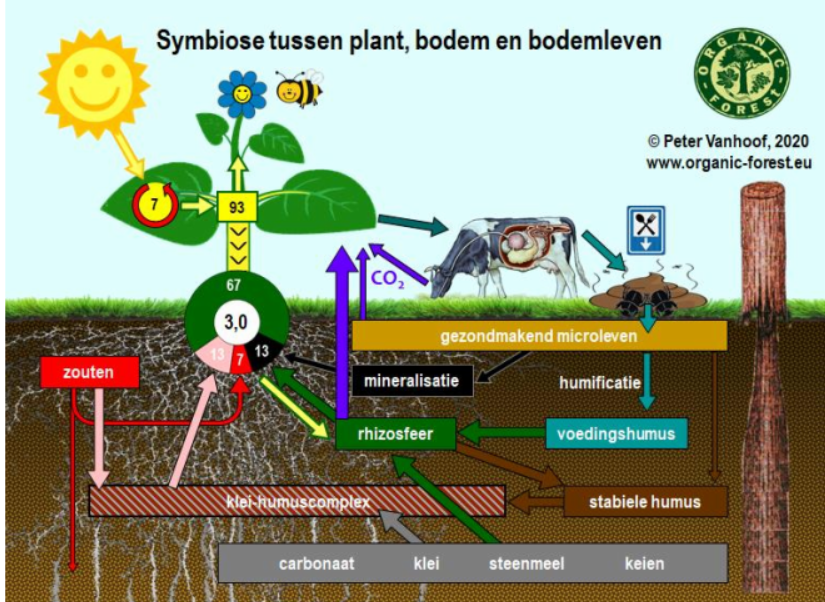 Symbiose tussen plant, bodem en bodemleven
ORGANIC
FOREST
© Peter Vanhoof, 2020
www.organic-forest.eu
7
93
CO₂
67
3,0
13
7
13
gezondmakend microleven
zouten
mineralisatie
humificatie
rhizosfeer
voedingshumus
klei-humuscomplex
stabiele humus
carbonaat klei steenmeel keien